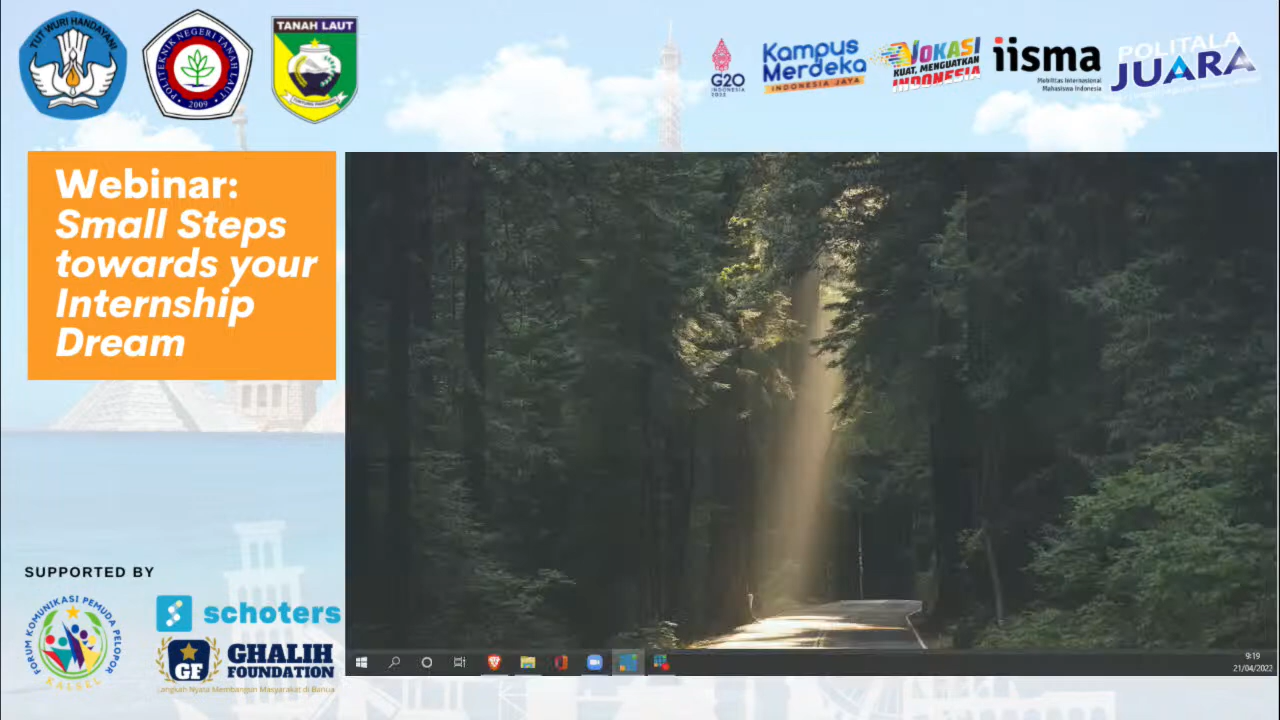 TUT WURI HANDAYANI
POLITEKNIK NEGERI TANAH LAUT
2009
TANAH LAUT
G20
INDONESIA
2022
Kampus
Merdeka
INDONESIA JAYA
VOKASI
KUAT, MENGUATKAN
INDONESIA
iisma
Mobilitas Internasional
Mahasiswa Indonesia
POLITALA
JUARA
Webinar:
Small Steps
towards your
Internship
Dream
SUPPORTED BY
FORUM KOMUNIKASI PEMUDA PELOPOR
KALSEL
schoters
GF
GHALIH
FOUNDATION
Langkah Nyata Membangun Masyarakat di Banua
9:19
21/04/2023